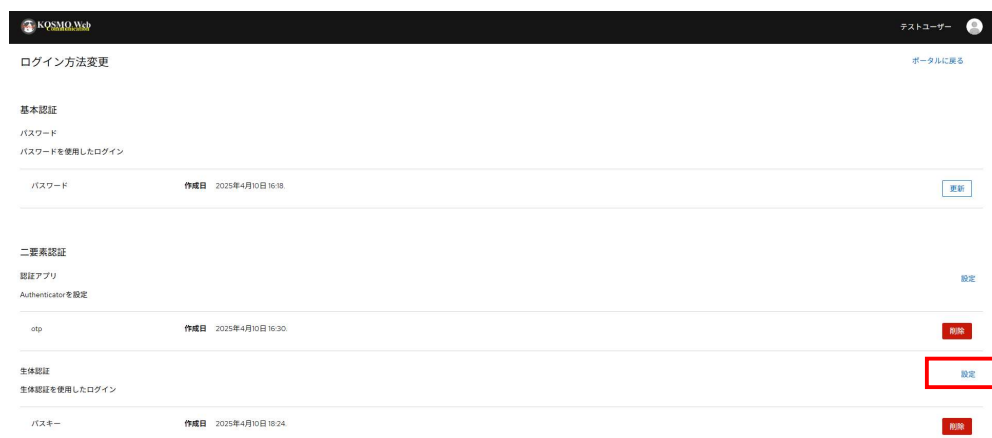 KOSMO Web
Communication
テストユーザー
ログイン方法変更
ポータルに戻る
基本認証
パスワード
パスワードを使用したログイン
パスワード 作成日 2025年4月10日 16:18. 更新
二要素認証
認証アプリ 設定
Authenticatorを設定
otp 作成日 2025年4月10日 16:30. 削除
生体認証 設定
生体認証を使用したログイン
パスキー 作成日 2025年4月10日 18:24. 削除